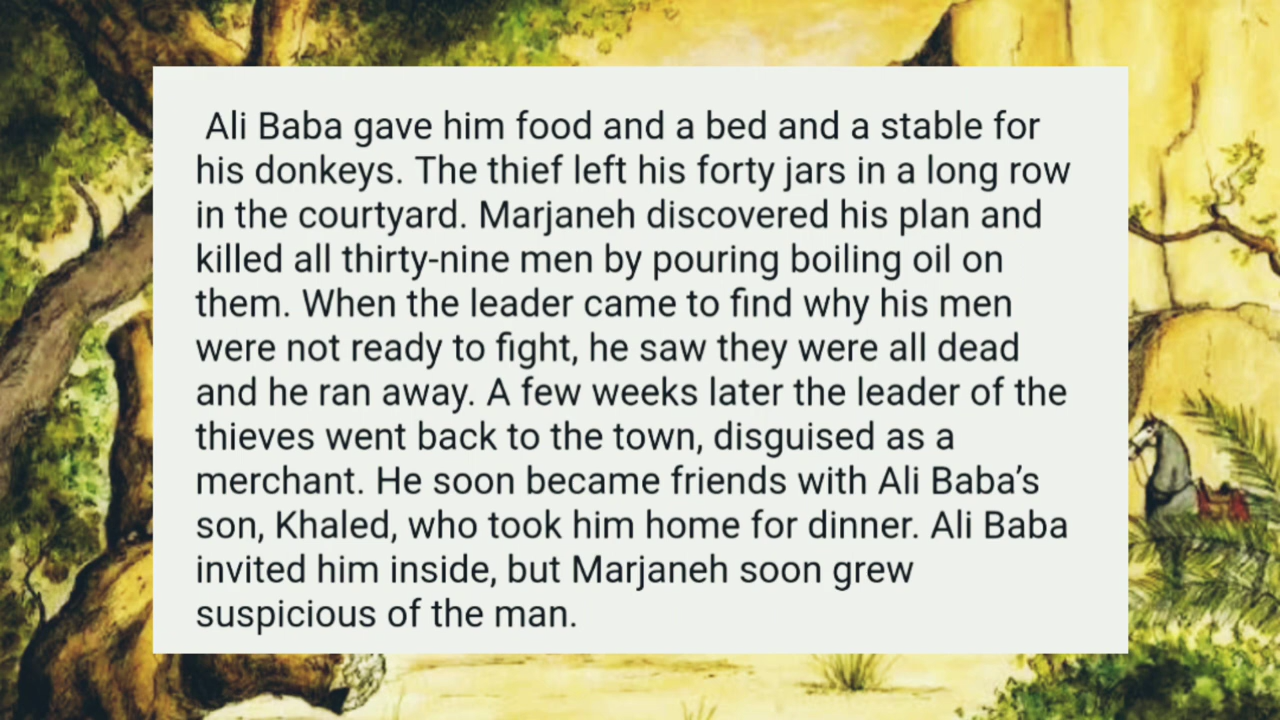 Ali Baba gave him food and a bed and a stable for
his donkeys. The thief left his forty jars in a long row
in the courtyard. Marjaneh discovered his plan and
killed all thirty-nine men by pouring boiling oil on
them. When the leader came to find why his men
were not ready to fight, he saw they were all dead
and he ran away. A few weeks later the leader of the
thieves went back to the town, disguised as a
merchant. He soon became friends with Ali Baba’s
son, Khaled, who took him home for dinner. Ali Baba
invited him inside, but Marjaneh soon grew
suspicious of the man.